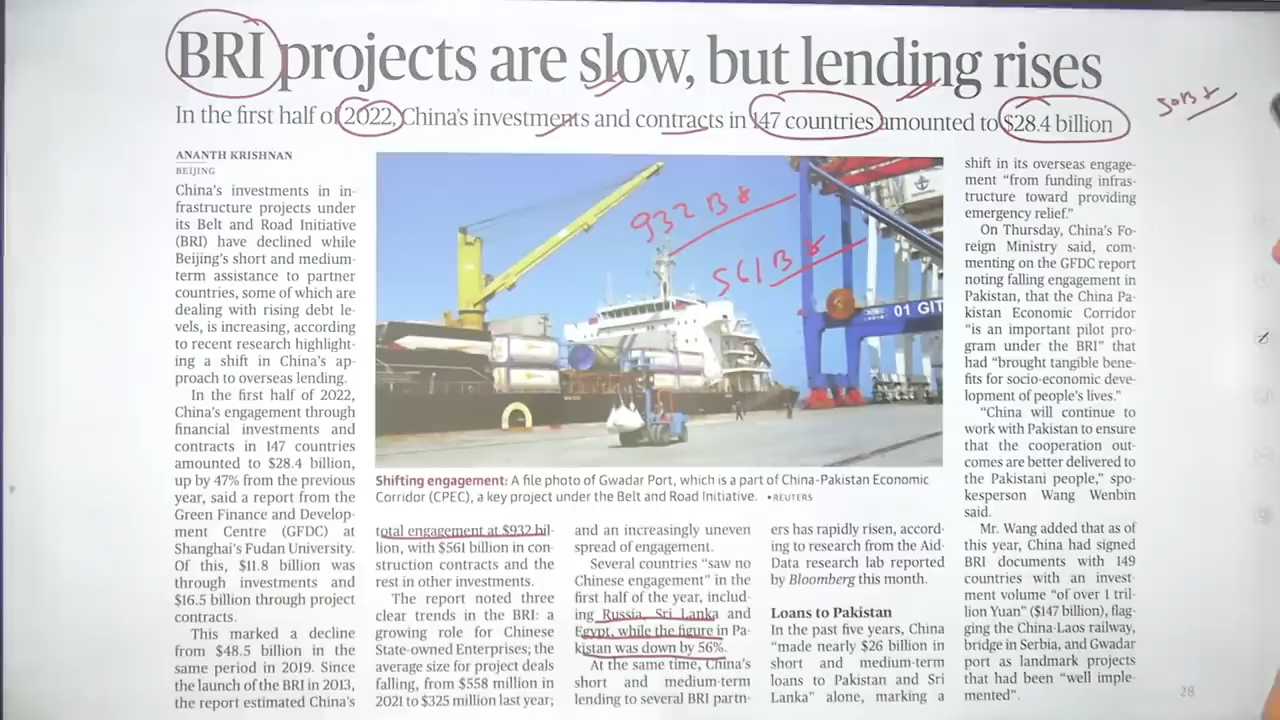 BRI projects are slow, but lending rises
In the first half of 2022, China's investments and contracts in 147 countries amounted to $28.4 billion
ANANTH KRISHNAN
BEIJING
China's investments in in-
frastructure projects under
its Belt and Road Initiative
(BRI) have declined while
Beijing's short and medium-
term assistance to partner
countries, some of which are
dealing with rising debt le-
vels, is increasing, according
to recent research highlight-
ing a shift in China's ap-
proach to overseas lending.
In the first half of 2022,
China's engagement through
financial investments and
contracts in 147 countries
amounted to $28.4 billion,
up by 47% from the previous
year, said a report from the
Green Finance and Develop-
ment Centre (GFDC) at
Shanghai's Fudan University.
Of this, $11.8 billion was
through investments and
$16.5 billion through project
contracts.
This marked a decline
from $48.5 billion in the
same period in 2019. Since
the launch of the BRI in 2013,
the report estimated China's
932 B
561 B
01 GIT
Shifting engagement: A file photo of Gwadar Port, which is a part of China-Pakistan Economic
Corridor (CPEC), a key project under the Belt and Road Initiative. •REUTERS
total engagement at $932 bil-
lion, with $561 billion in con-
struction contracts and the
rest in other investments.
The report noted three
clear trends in the BRI: a
growing role for Chinese
State-owned Enterprises; the
average size for project deals
falling, from $558 million in
2021 to $325 million last year;
and an increasingly uneven
spread of engagement.
Several countries "saw no
Chinese engagement" in the
first half of the year, includ-
ing Russia, Sri Lanka and
Egypt, while the figure in Pa-
kistan was down by 56%.
At the same time, China's
short and medium-term
lending to several BRI partn-
ers has rapidly risen, accord-
ing to research from the Aid-
Data research lab reported
by Bloomberg this month.
Loans to Pakistan
In the past five years, China
"made nearly $26 billion in
short and medium-term
loans to Pakistan and Sri
Lanka" alone, marking a
shift in its overseas engage-
ment "from funding infras-
tructure toward providing
emergency relief."
On Thursday, China's Fo-
reign Ministry said, com-
menting on the GFDC report
noting falling engagement in
Pakistan, that the China Pa-
kistan Economic Corridor
"is an important pilot pro-
gram under the BRI" that
had "brought tangible bene-
fits for socio-economic deve-
lopment of people's lives."
"China will continue to
work with Pakistan to ensure
that the cooperation out-
comes are better delivered to
the Pakistani people," spo-
kesperson Wang Wenbin
said.
Mr. Wang added that as of
this year, China had signed
BRI documents with 149
countries with an invest-
ment volume "of over 1 tril-
lion Yuan" ($147 billion), flag-
ging the China-Laos railway,
bridge in Serbia, and Gwadar
port as landmark projects
that had been "well imple-
mented".
28